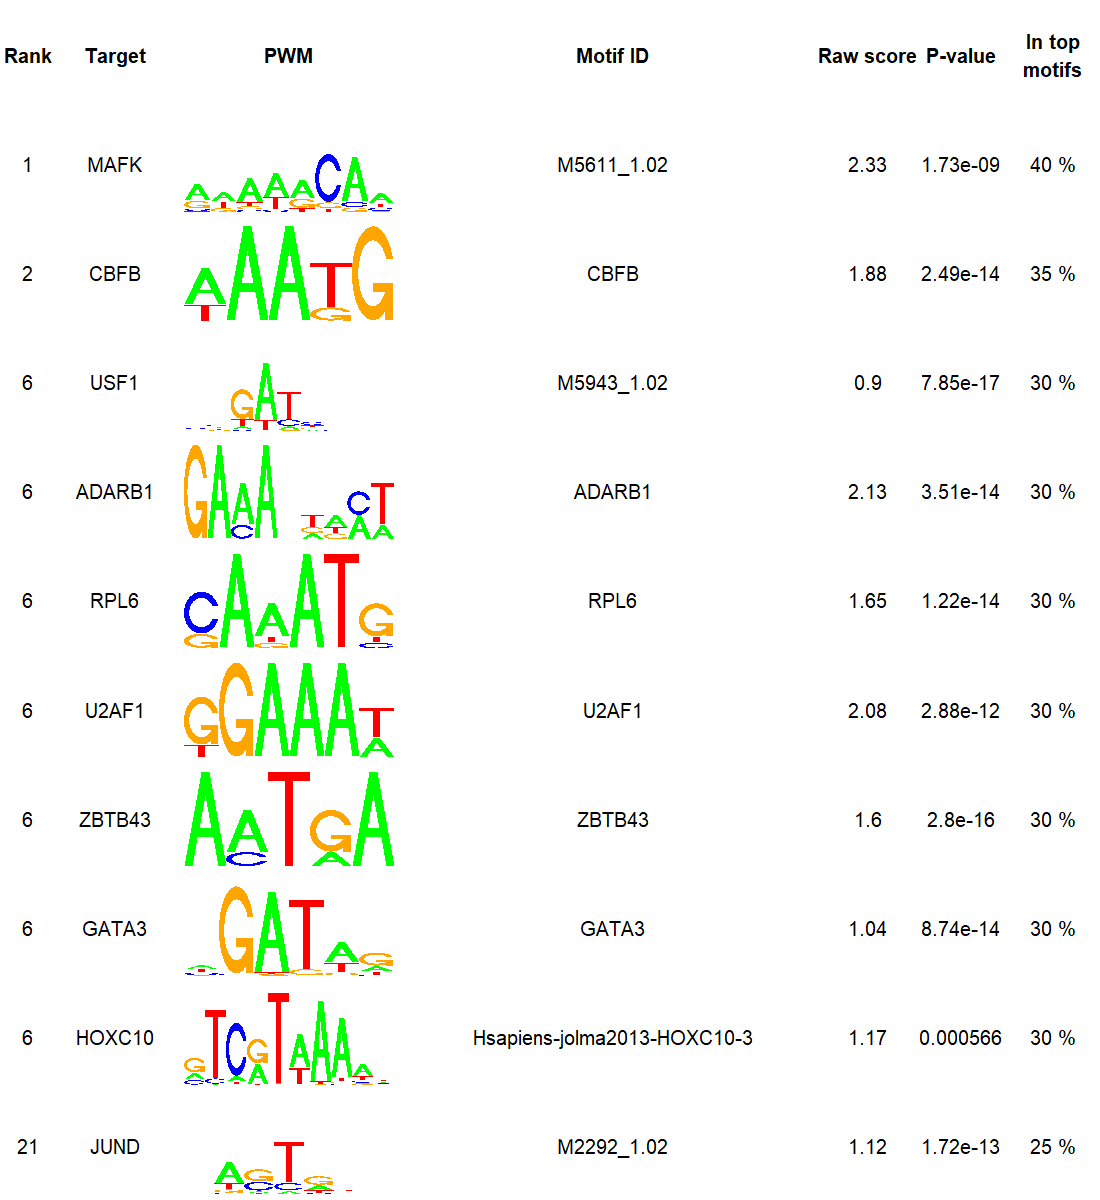 Rank Target PWM Motif ID Raw score P-value In top motifs
1 MAFK M5611_1.02 2.33 1.73e-09 40 %
2 CBFB CBFB 1.88 2.49e-14 35 %
6 USF1 M5943_1.02 0.9 7.85e-17 30 %
6 ADARB1 ADARB1 2.13 3.51e-14 30 %
6 RPL6 RPL6 1.65 1.22e-14 30 %
6 U2AF1 U2AF1 2.08 2.88e-12 30 %
6 ZBTB43 ZBTB43 1.6 2.8e-16 30 %
6 GATA3 GATA3 1.04 8.74e-14 30 %
6 HOXC10 Hsapiens-jolma2013-HOXC10-3 1.17 0.000566 30 %
21 JUND M2292_1.02 1.12 1.72e-13 25 %